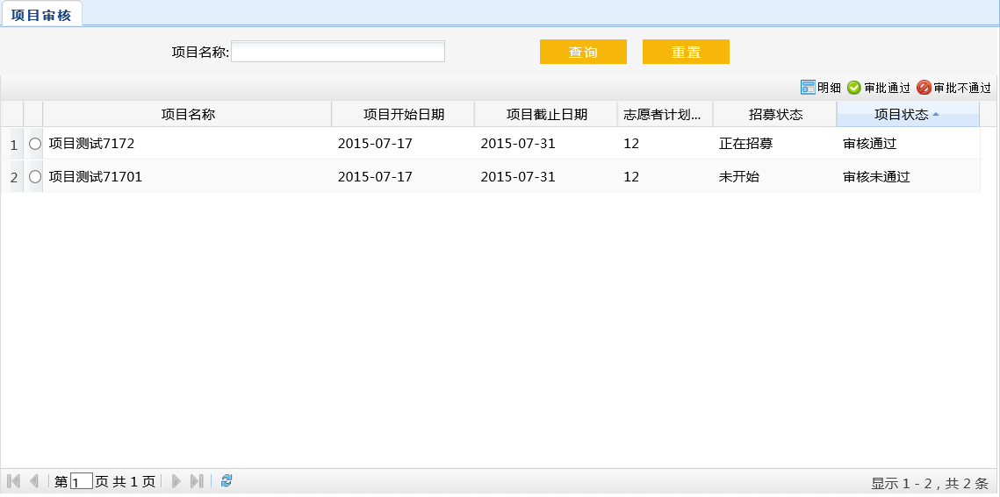 项目审核
项目名称: 查询 重置
明细 审批通过 审批不通过
项目名称 项目开始日期 项目截止日期 志愿者计划... 招募状态 项目状态
1 项目测试7172 2015-07-17 2015-07-31 12 正在招募 审核通过
2 项目测试71701 2015-07-17 2015-07-31 12 未开始 审核未通过
第 1 页 共 1 页 显示 1 - 2，共 2 条